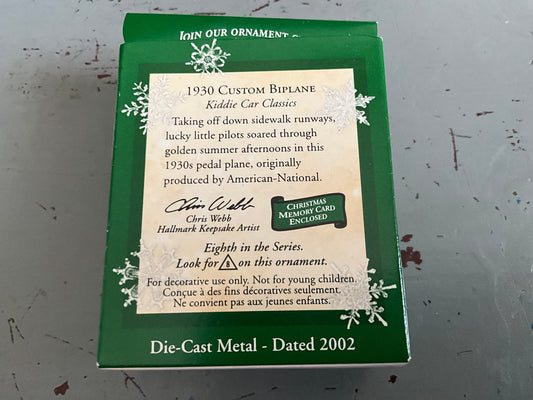 JOIN OUR ORNAMENT
1930 CUSTOM BIPLANE
Kiddie Car Classics
Taking off down sidewalk runways,
lucky little pilots soared through
golden summer afternoons in this
1930s pedal plane, originally
produced by American-National.
Chris Webb
Chris Webb
Hallmark Keepsake Artist
CHRISTMAS
MEMORY CARD
ENCLOSED
Eighth in the Series.
Look for 8 on this ornament.
For decorative use only. Not for young children.
Conçue à des fins décoratives seulement.
Ne convient pas aux jeunes enfants.
Die-Cast Metal - Dated 2002